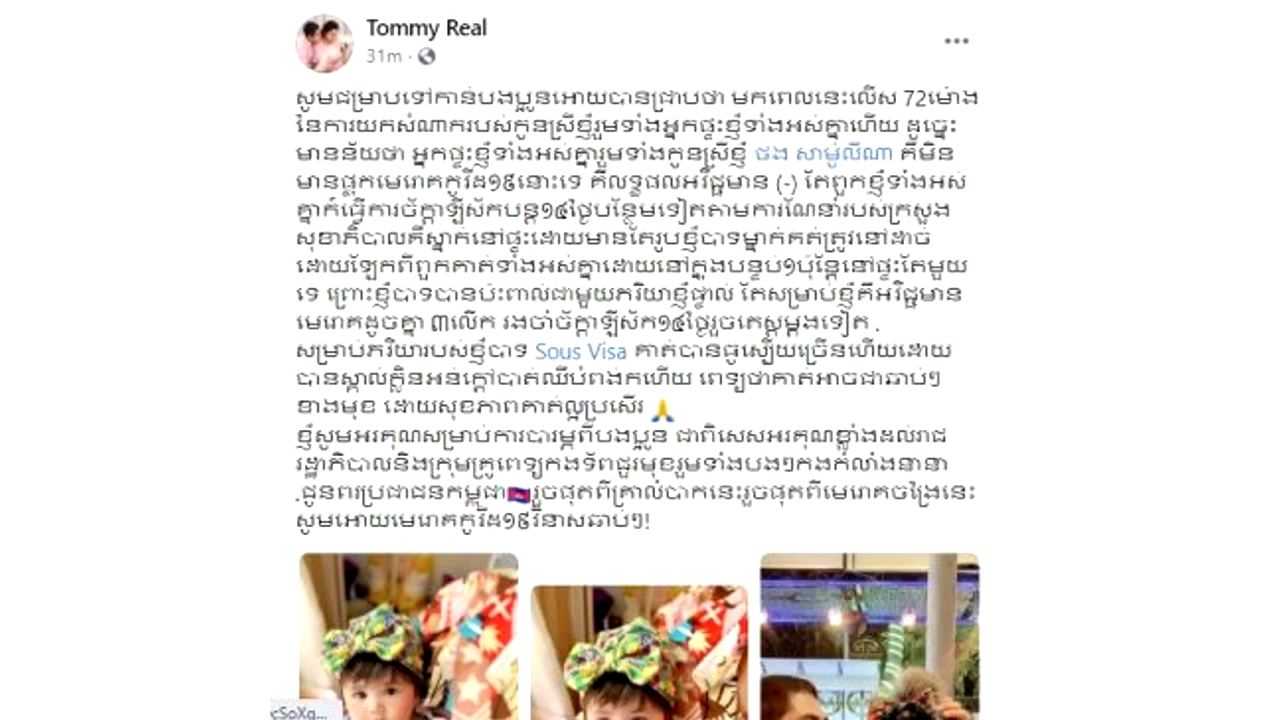 Tommy Real
31m ·
សូមជម្រាបទៅកាន់បងប្អូនអោយបានជ្រាបថា មកពេលនេះលើស 72ម៉ោង
នៃការយកសំណាករបស់កូនស្រីខ្ញុំរួមទាំងអ្នកផ្ទះខ្ញុំទាំងអស់គ្នាហើយ ដូច្នេះ
មានន័យថា អ្នកផ្ទះខ្ញុំទាំងអស់គ្នារួមទាំងកូនស្រីខ្ញុំ ថង សាម៉ូលីណា គឺមិន
មានផ្ទុកមេរោគកូវីដ១៩នោះទេ គឺលទ្ធផលអវិជ្ជមាន (-) តែពួកខ្ញុំទាំងអស់
គ្នាក៍ធ្វើការច័ក្តាឡីស័កបន្ត១៤ថ្ងៃបន្ថែមទៀតតាមការណែនាំរបស់ក្រសួង
សុខាភិបាលគឺស្នាក់នៅផ្ទះដោយមានតែរូបខ្ញុំបាទម្នាក់គត់ត្រូវនៅដាច់
ដោយឡែកពីពួកគាត់ទាំងអស់គ្នាដោយនៅក្នុងបន្ទប់១ប៉ុន្តែនៅផ្ទះតែមួយ
ទេ ព្រោះខ្ញុំបាទបានប៉ះពាល់ជាមួយភរិយាខ្ញុំផ្ទាល់ តែសម្រាប់ខ្ញុំគឺអវិជ្ជមាន
មេរោគដូចគ្នា ៣លើក រងចាំច័ក្តាឡីស័ក១៤ថ្ងៃរួចតេស្តម្តងទៀត .
សម្រាប់ភរិយារបស់ខ្ញុំបាទ Sous Visa គាត់បានធូស្បើយច្រើនហើយដោយ
បានស្គាល់ក្លិនអន់ក្តៅបាត់ឈឺបំពង់កហើយ ពេទ្យថាគាត់អាចជាឆាប់ៗ
ខាងមុខ ដោយសុខភាពគាត់ល្អប្រសើរ 🙏
ខ្ញុំសូមអរគុណសម្រាប់ការបារម្ភពីបងប្អូន ជាពិសេសអរគុណខ្លាំងដល់រាជ
រដ្ឋាភិបាលនិងក្រុមគ្រូពេទ្យកងទ័ពជួរមុខរួមទាំងបងៗកងកំលាំងនានា
.ជូនពរប្រជាជនកម្ពុជា🇰🇭រួចផុតពីគ្រាលំបាកនេះរួចផុតពីមេរោគចង្រៃនេះ
សូមអោយមេរោគកូវីដ១៩វិនាសឆាប់ៗ!
cSoXg...